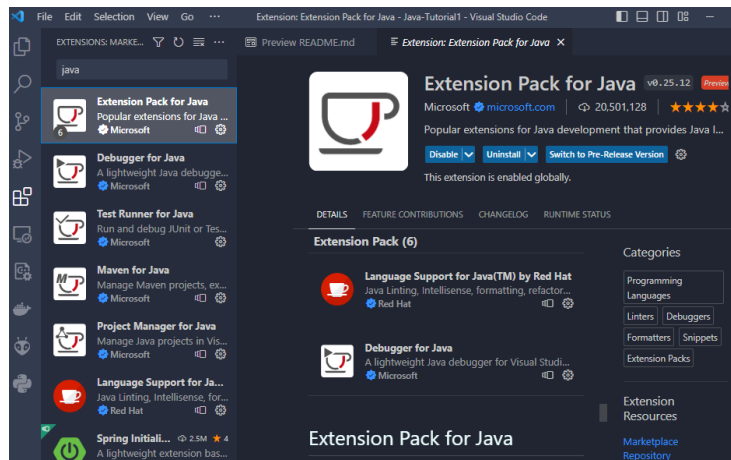 File Edit Selection View Go ···
Extension: Extension Pack for Java - Java-Tutorial1 - Visual Studio Code
EXTENSIONS: MARKE...
java
Extension Pack for Java
Popular extensions for Java ...
Microsoft
6
Debugger for Java
A lightweight Java debugge...
Microsoft
Test Runner for Java
Run and debug JUnit or Tes...
Microsoft
Maven for Java
Manage Maven projects, ex...
Microsoft
Project Manager for Java
Manage Java projects in Vis...
Microsoft
Language Support for Ja...
Java Linting, Intellisense, for...
Red Hat
Spring Initiali... 2.5M ★ 4
A lightweight extension bas...
Preview README.md
Extension: Extension Pack for Java
Extension Pack for Java v0.25.12 Preview
Microsoft microsoft.com 20,501,128
Popular extensions for Java development that provides Java I...
Disable Uninstall Switch to Pre-Release Version
This extension is enabled globally.
DETAILS FEATURE CONTRIBUTIONS CHANGELOG RUNTIME STATUS
Extension Pack (6)
Language Support for Java(TM) by Red Hat
Java Linting, Intellisense, formatting, refactor...
Red Hat
Debugger for Java
A lightweight Java debugger for Visual Studi...
Microsoft
Extension Pack for Java
Categories
Programming
Languages
Linters Debuggers
Formatters Snippets
Extension Packs
Extension
Resources
Marketplace
Repository